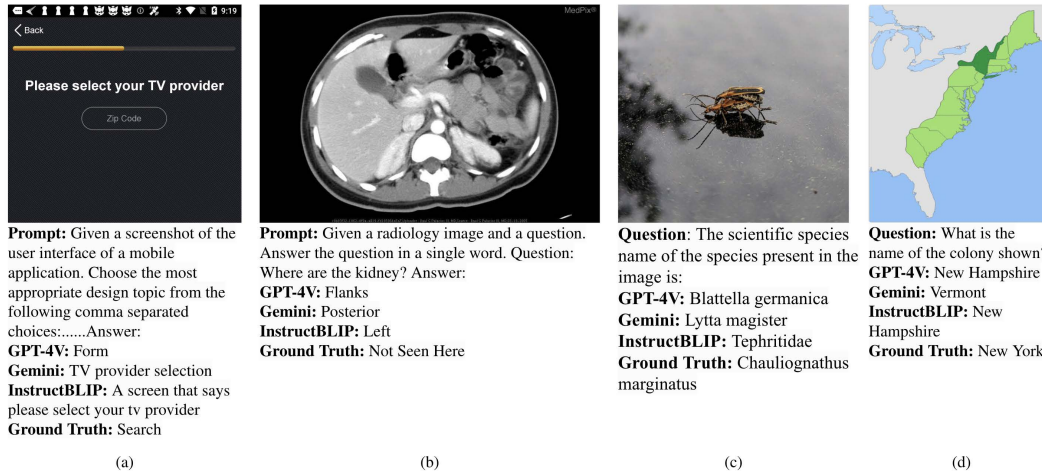 9:19
Back
Please select your TV provider
Zip Code
Prompt: Given a screenshot of the
user interface of a mobile
application. Choose the most
appropriate design topic from the
following comma separated
choices:......Answer:
GPT-4V: Form
Gemini: TV provider selection
InstructBLIP: A screen that says
please select your tv provider
Ground Truth: Search
(a)
MedPix®
Prompt: Given a radiology image and a question.
Answer the question in a single word. Question:
Where are the kidney? Answer:
GPT-4V: Flanks
Gemini: Posterior
InstructBLIP: Left
Ground Truth: Not Seen Here
(b)
Question: The scientific species
name of the species present in the
image is:
GPT-4V: Blattella germanica
Gemini: Lytta magister
InstructBLIP: Tephritidae
Ground Truth: Chauliognathus
marginatus
(c)
Question: What is the
name of the colony shown?
GPT-4V: New Hampshire
Gemini: Vermont
InstructBLIP: New
Hampshire
Ground Truth: New York
(d)